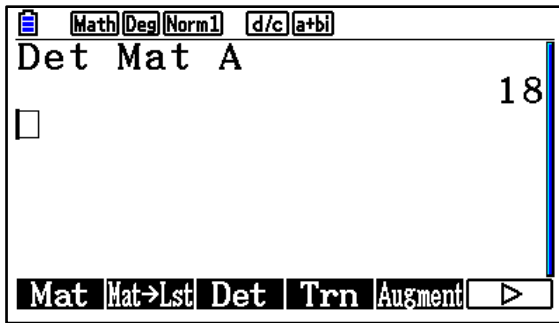 Math Deg Norm1 d/c a+bi
Det Mat A
18
Mat Mat→Lst Det Trn Augment ▷